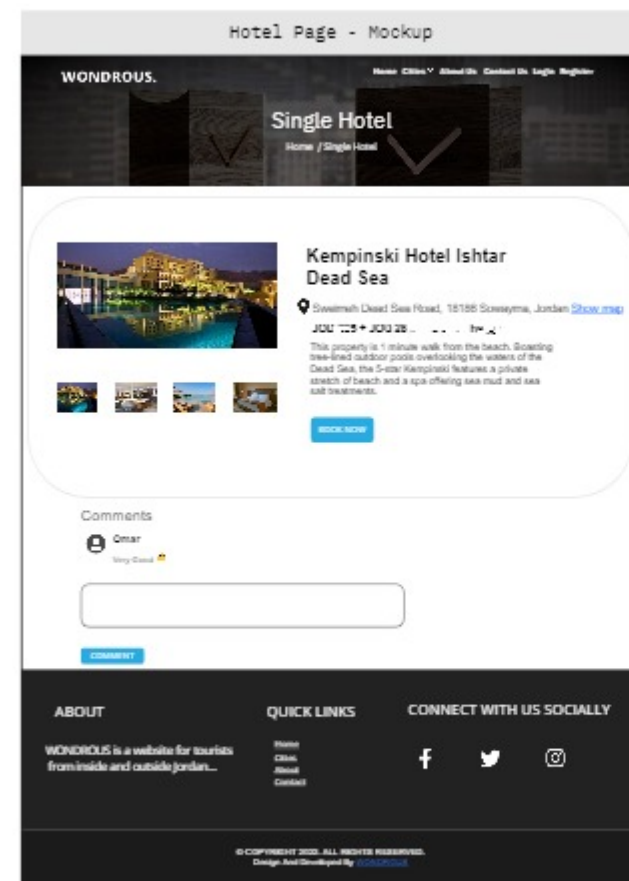 Hotel Page - Mockup
WONDROUS.
Home Cities About Us Contact Us Login Register
Single Hotel
Home / Single Hotel
Kempinski Hotel Ishtar
Dead Sea
Sweimeh Dead Sea Road, 18186 Sowayma, Jordan Show map
This property is 1 minute walk from the beach. Boasting
tree-lined outdoor pools overlooking the waters of the
Dead Sea, the 5-star Kempinski features a private
stretch of beach and a spa offering sea mud and sea
salt treatments.
BOOK NOW
Comments
Omar
Very Good
COMMENT
ABOUT
WONDROUS is a website for tourists
from inside and outside Jordan...
QUICK LINKS
Home
Cities
About
Contact
CONNECT WITH US SOCIALLY
© COPYRIGHT 2022. ALL RIGHTS RESERVED.
Design And Developed By WONDROUS